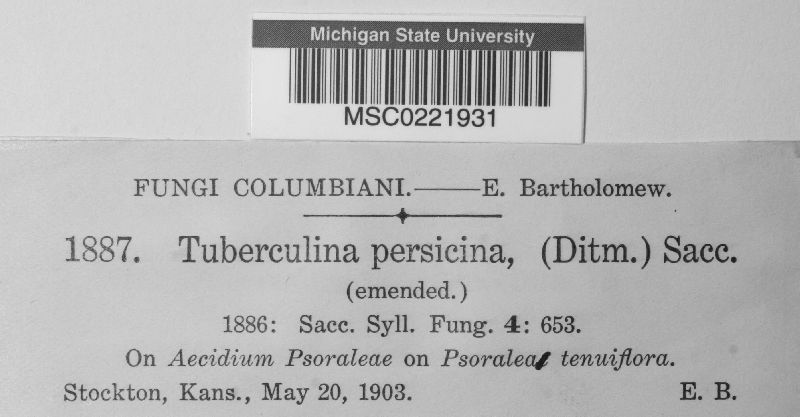 Michigan State University
MSC0221931
FUNGI COLUMBIANI.——E. Bartholomew.
1887. Tuberculina persicina, (Ditm.) Sacc.
(emended.)
1886: Sacc. Syll. Fung. 4: 653.
On Aecidium Psoraleae on Psoralea tenuiflora.
Stockton, Kans., May 20, 1903. E. B.